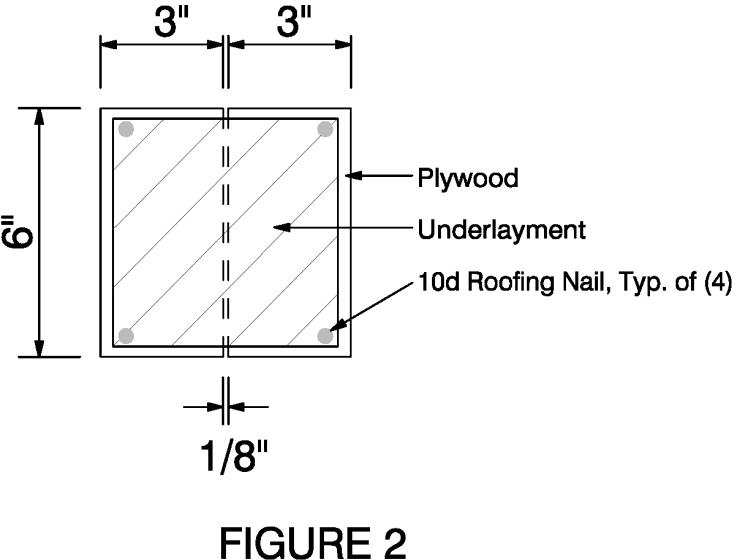 3" 3"
6"
Plywood
Underlayment
10d Roofing Nail, Typ. of (4)
1/8"
FIGURE 2